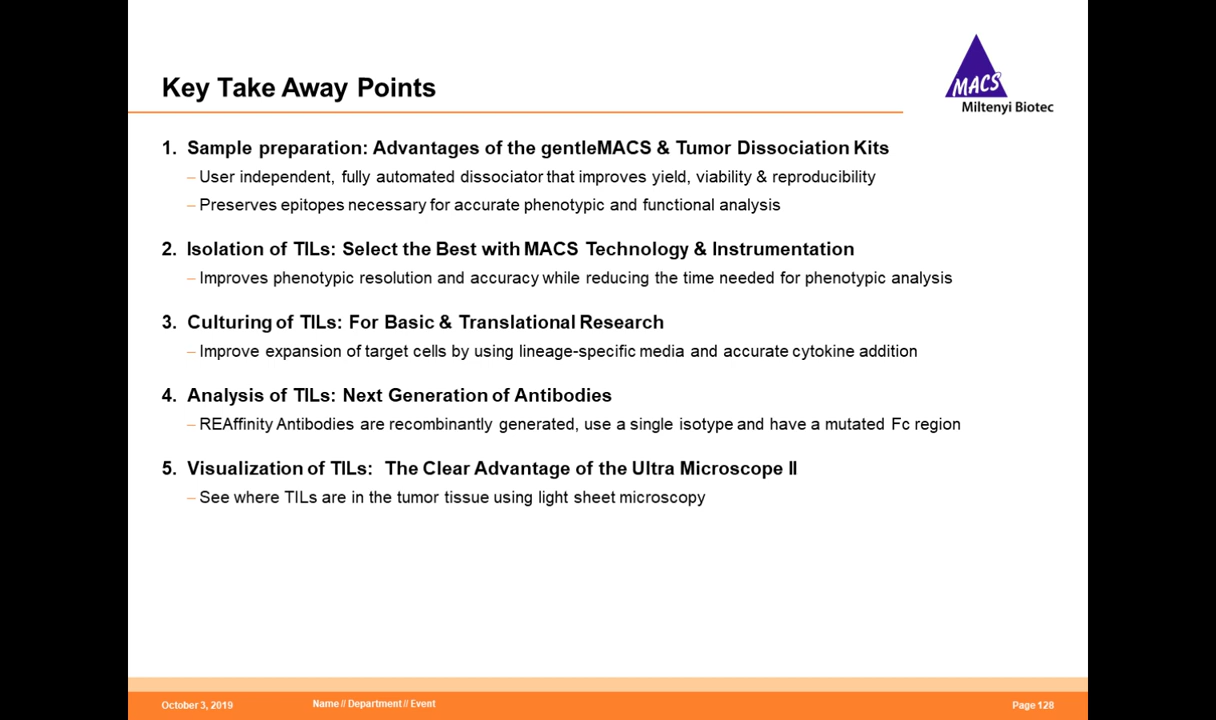 Key Take Away Points
MACS
Miltenyi Biotec
1. Sample preparation: Advantages of the gentleMACS & Tumor Dissociation Kits
– User independent, fully automated dissociator that improves yield, viability & reproducibility
– Preserves epitopes necessary for accurate phenotypic and functional analysis
2. Isolation of TILs: Select the Best with MACS Technology & Instrumentation
– Improves phenotypic resolution and accuracy while reducing the time needed for phenotypic analysis
3. Culturing of TILs: For Basic & Translational Research
– Improve expansion of target cells by using lineage-specific media and accurate cytokine addition
4. Analysis of TILs: Next Generation of Antibodies
– REAffinity Antibodies are recombinantly generated, use a single isotype and have a mutated Fc region
5. Visualization of TILs: The Clear Advantage of the Ultra Microscope II
– See where TILs are in the tumor tissue using light sheet microscopy
October 3, 2019
Name // Department // Event
Page 128